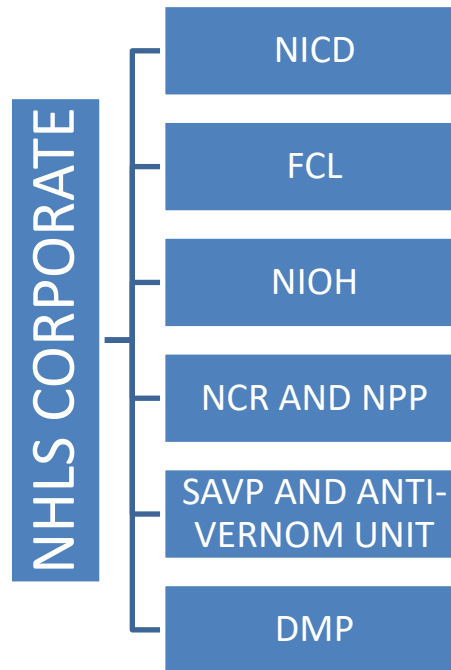 NHLS CORPORATE
NICD
FCL
NIOH
NCR AND NPP
SAVP AND ANTI-
VERNOM UNIT
DMP